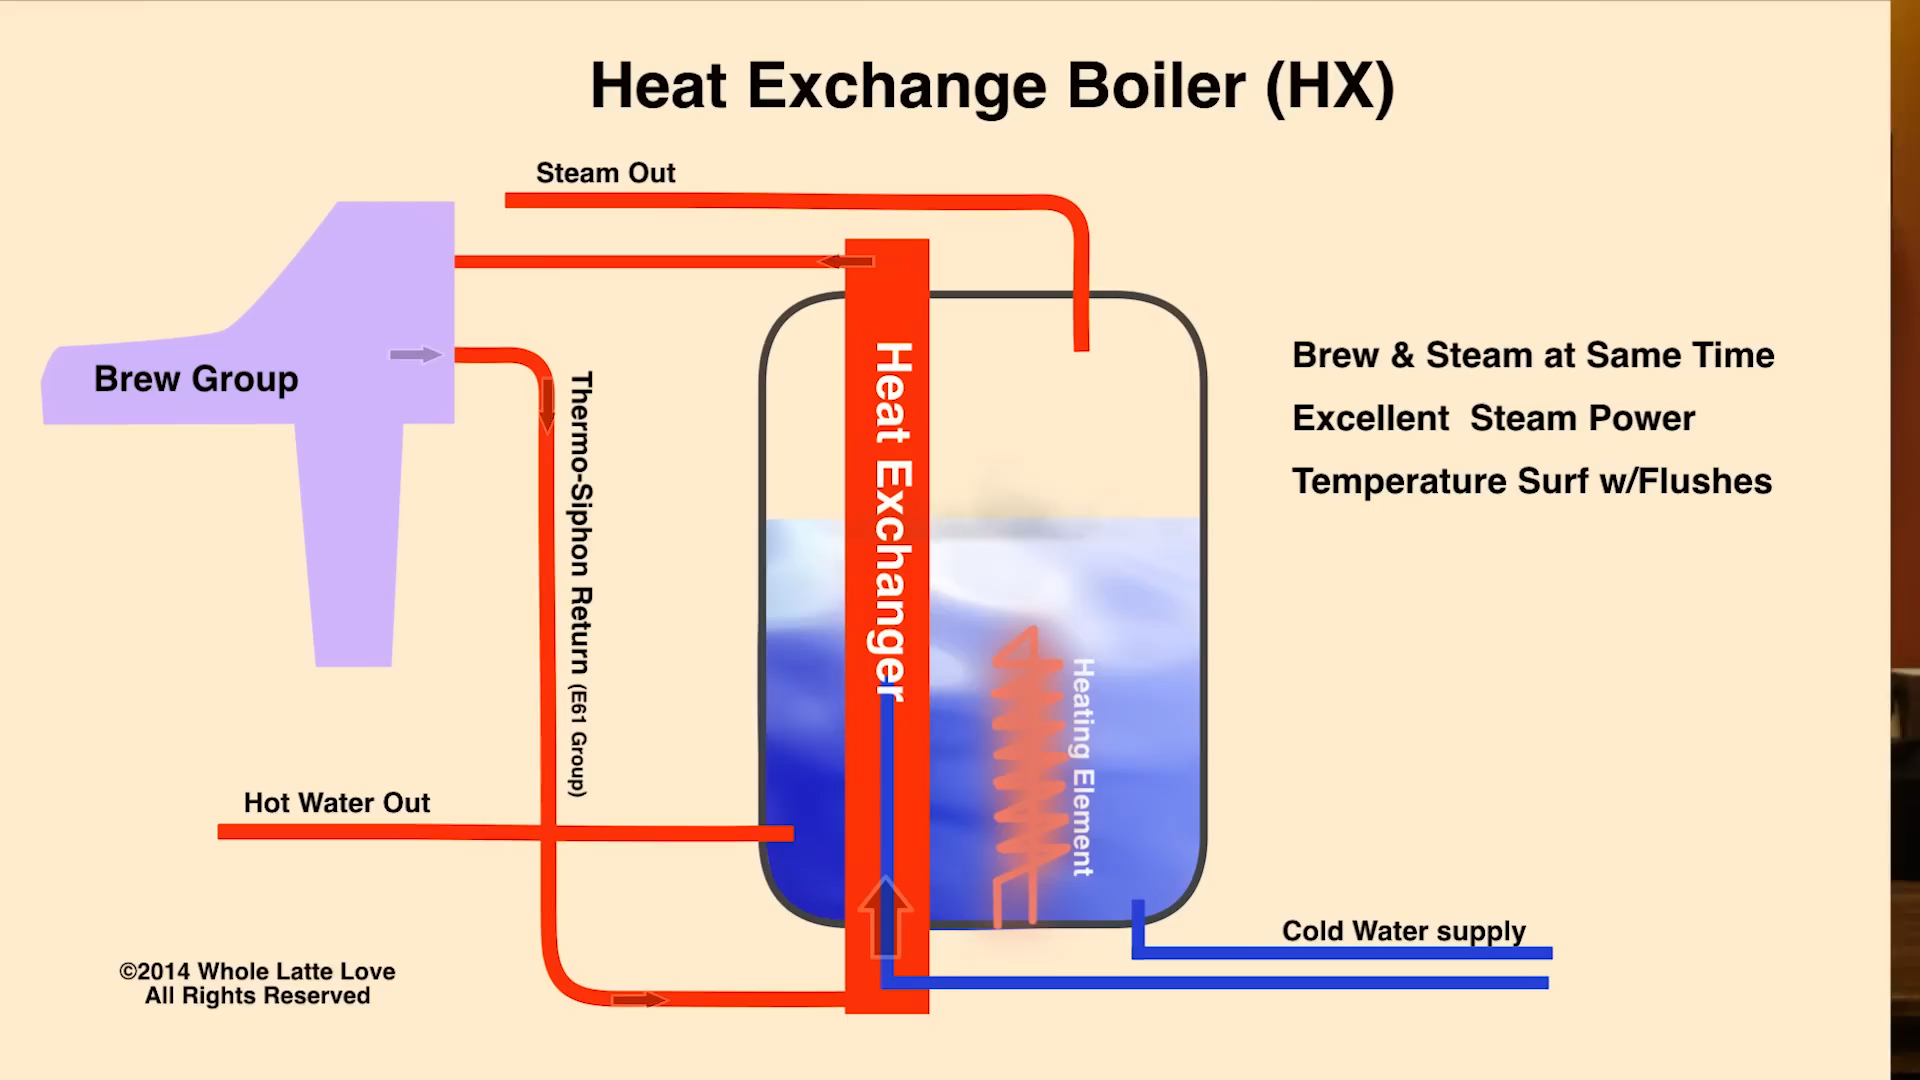 Heat Exchange Boiler (HX)
Steam Out
Brew Group
Thermo-Siphon Return (E61 Group)
Heat Exchanger
Heating Element
Brew & Steam at Same Time
Excellent Steam Power
Temperature Surf w/Flushes
Hot Water Out
Cold Water supply
©2014 Whole Latte Love
All Rights Reserved